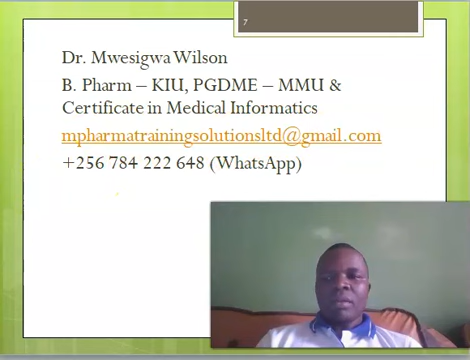 7
Dr. Mwesigwa Wilson
B. Pharm – KIU, PGDME – MMU &
Certificate in Medical Informatics
mpharmatrainingsolutionsltd@gmail.com
+256 784 222 648 (WhatsApp)